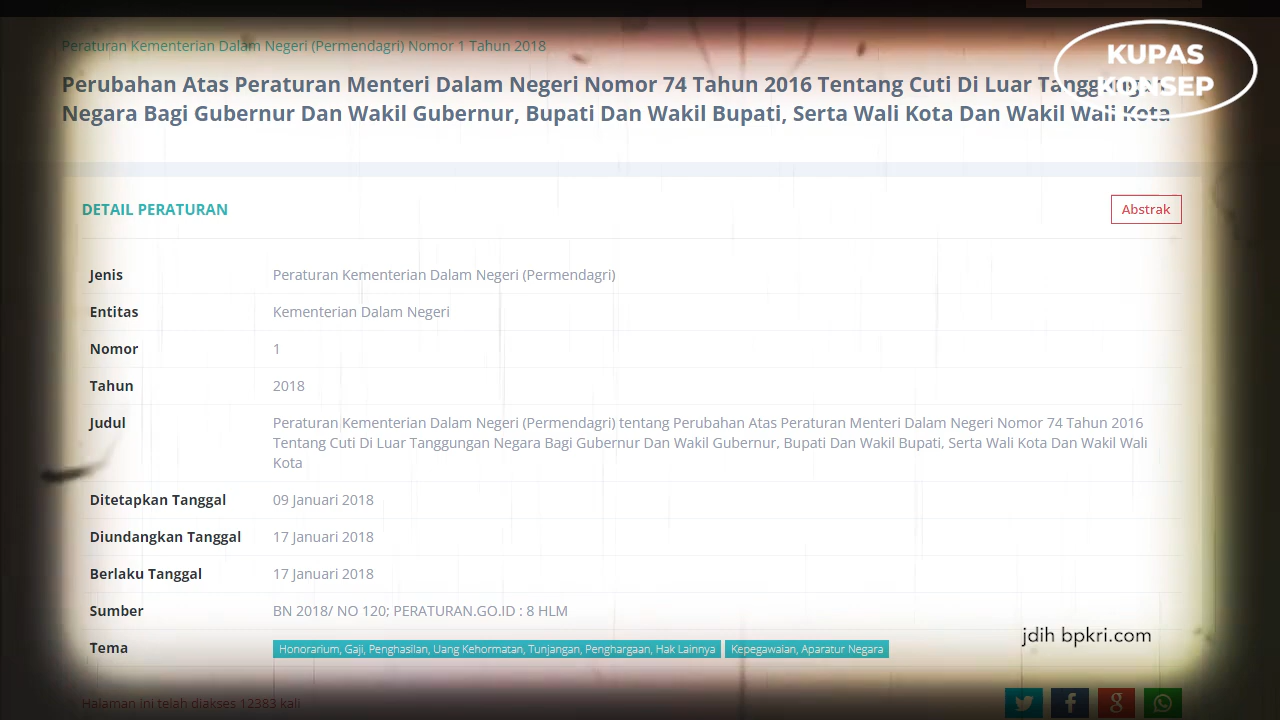 Peraturan Kementerian Dalam Negeri (Permendagri) Nomor 1 Tahun 2018
KUPAS
KONSEP
Perubahan Atas Peraturan Menteri Dalam Negeri Nomor 74 Tahun 2016 Tentang Cuti Di Luar Tanggungan
Negara Bagi Gubernur Dan Wakil Gubernur, Bupati Dan Wakil Bupati, Serta Wali Kota Dan Wakil Wali Kota
DETAIL PERATURAN
Abstrak
Jenis Peraturan Kementerian Dalam Negeri (Permendagri)
Entitas Kementerian Dalam Negeri
Nomor 1
Tahun 2018
Judul Peraturan Kementerian Dalam Negeri (Permendagri) tentang Perubahan Atas Peraturan Menteri Dalam Negeri Nomor 74 Tahun 2016
Tentang Cuti Di Luar Tanggungan Negara Bagi Gubernur Dan Wakil Gubernur, Bupati Dan Wakil Bupati, Serta Wali Kota Dan Wakil Wali
Kota
Ditetapkan Tanggal 09 Januari 2018
Diundangkan Tanggal 17 Januari 2018
Berlaku Tanggal 17 Januari 2018
Sumber BN 2018/ NO 120; PERATURAN.GO.ID : 8 HLM
jdih bpkri.com
Tema Honorarium, Gaji, Penghasilan, Uang Kehormatan, Tunjangan, Penghargaan, Hak Lainnya Kepegawaian, Aparatur Negara
Halaman ini telah diakses 12383 kali